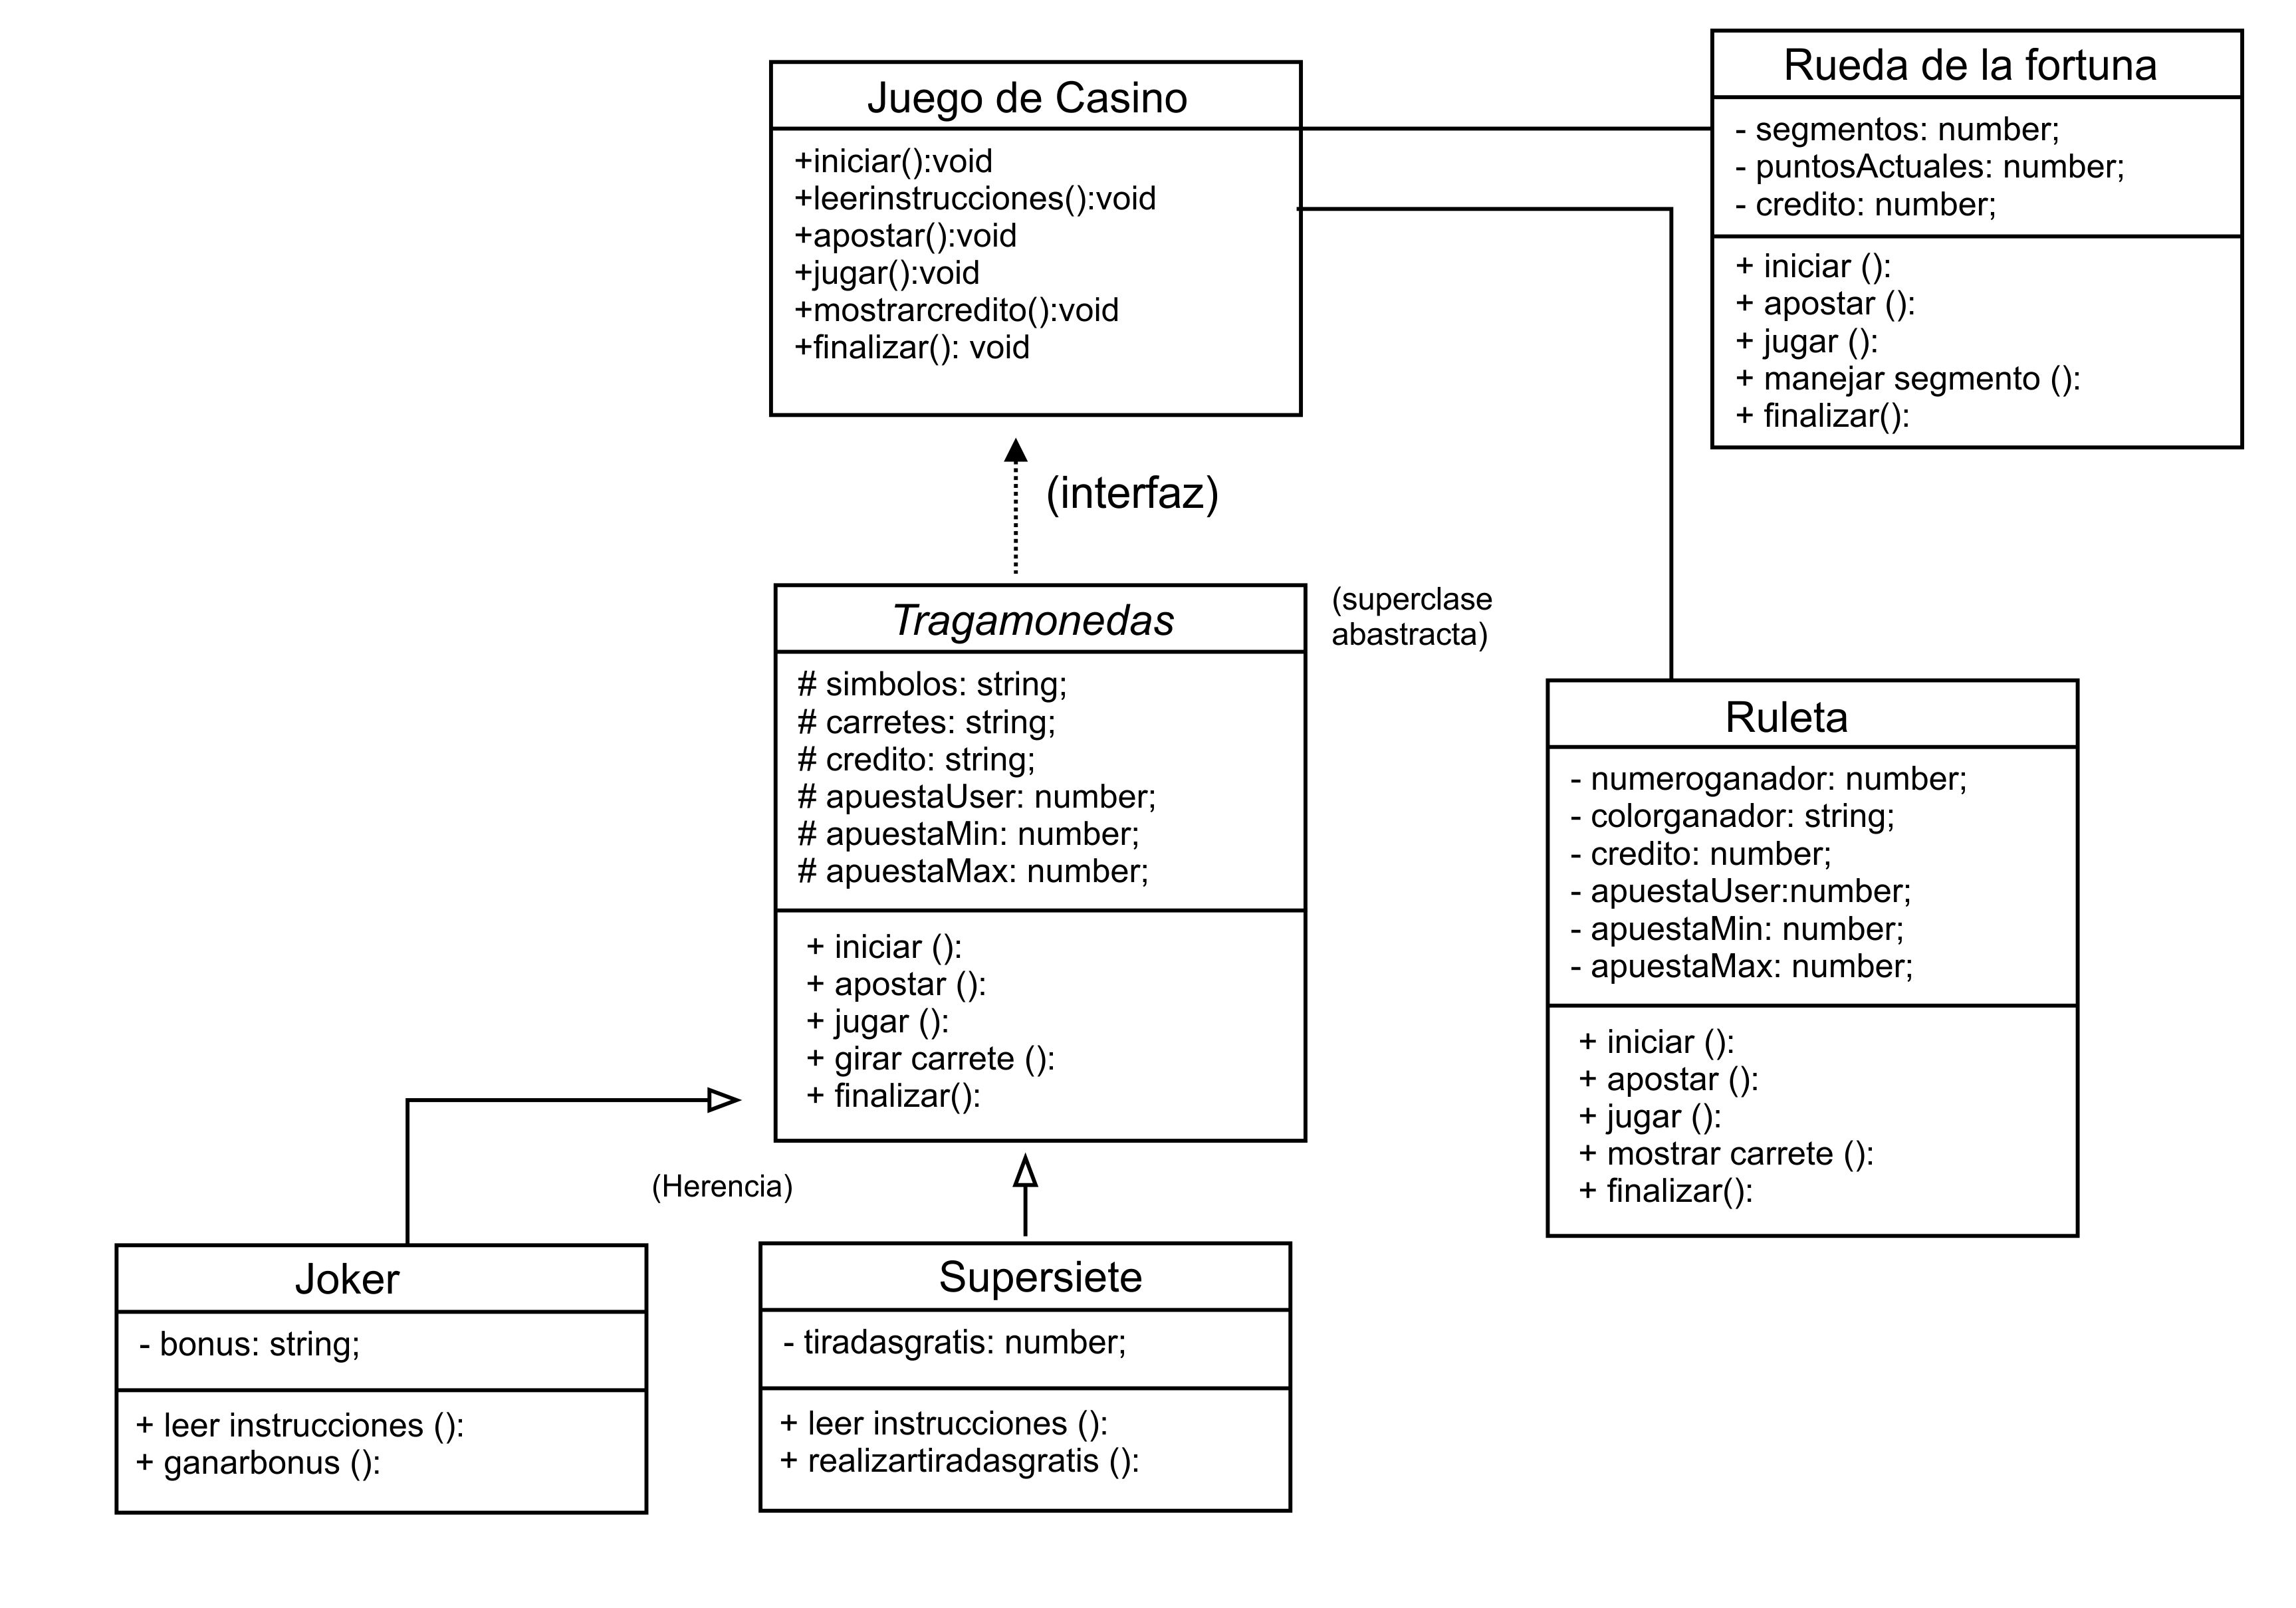 Juego de Casino
+iniciar():void
+leerinstrucciones():void
+apostar():void
+jugar():void
+mostrarcredito():void
+finalizar(): void
Rueda de la fortuna
- segmentos: number;
- puntosActuales: number;
- credito: number;
+ iniciar ():
+ apostar ():
+ jugar ():
+ manejar segmento ():
+ finalizar():
(interfaz)
Tragamonedas
(superclase
abastracta)
# simbolos: string;
# carretes: string;
# credito: string;
# apuestaUser: number;
# apuestaMin: number;
# apuestaMax: number;
+ iniciar ():
+ apostar ():
+ jugar ():
+ girar carrete ():
+ finalizar():
Ruleta
- numeroganador: number;
- colorganador: string;
- credito: number;
- apuestaUser:number;
- apuestaMin: number;
- apuestaMax: number;
+ iniciar ():
+ apostar ():
+ jugar ():
+ mostrar carrete ():
+ finalizar():
(Herencia)
Joker
- bonus: string;
+ leer instrucciones ():
+ ganarbonus ():
Supersiete
- tiradasgratis: number;
+ leer instrucciones ():
+ realizartiradasgratis ():